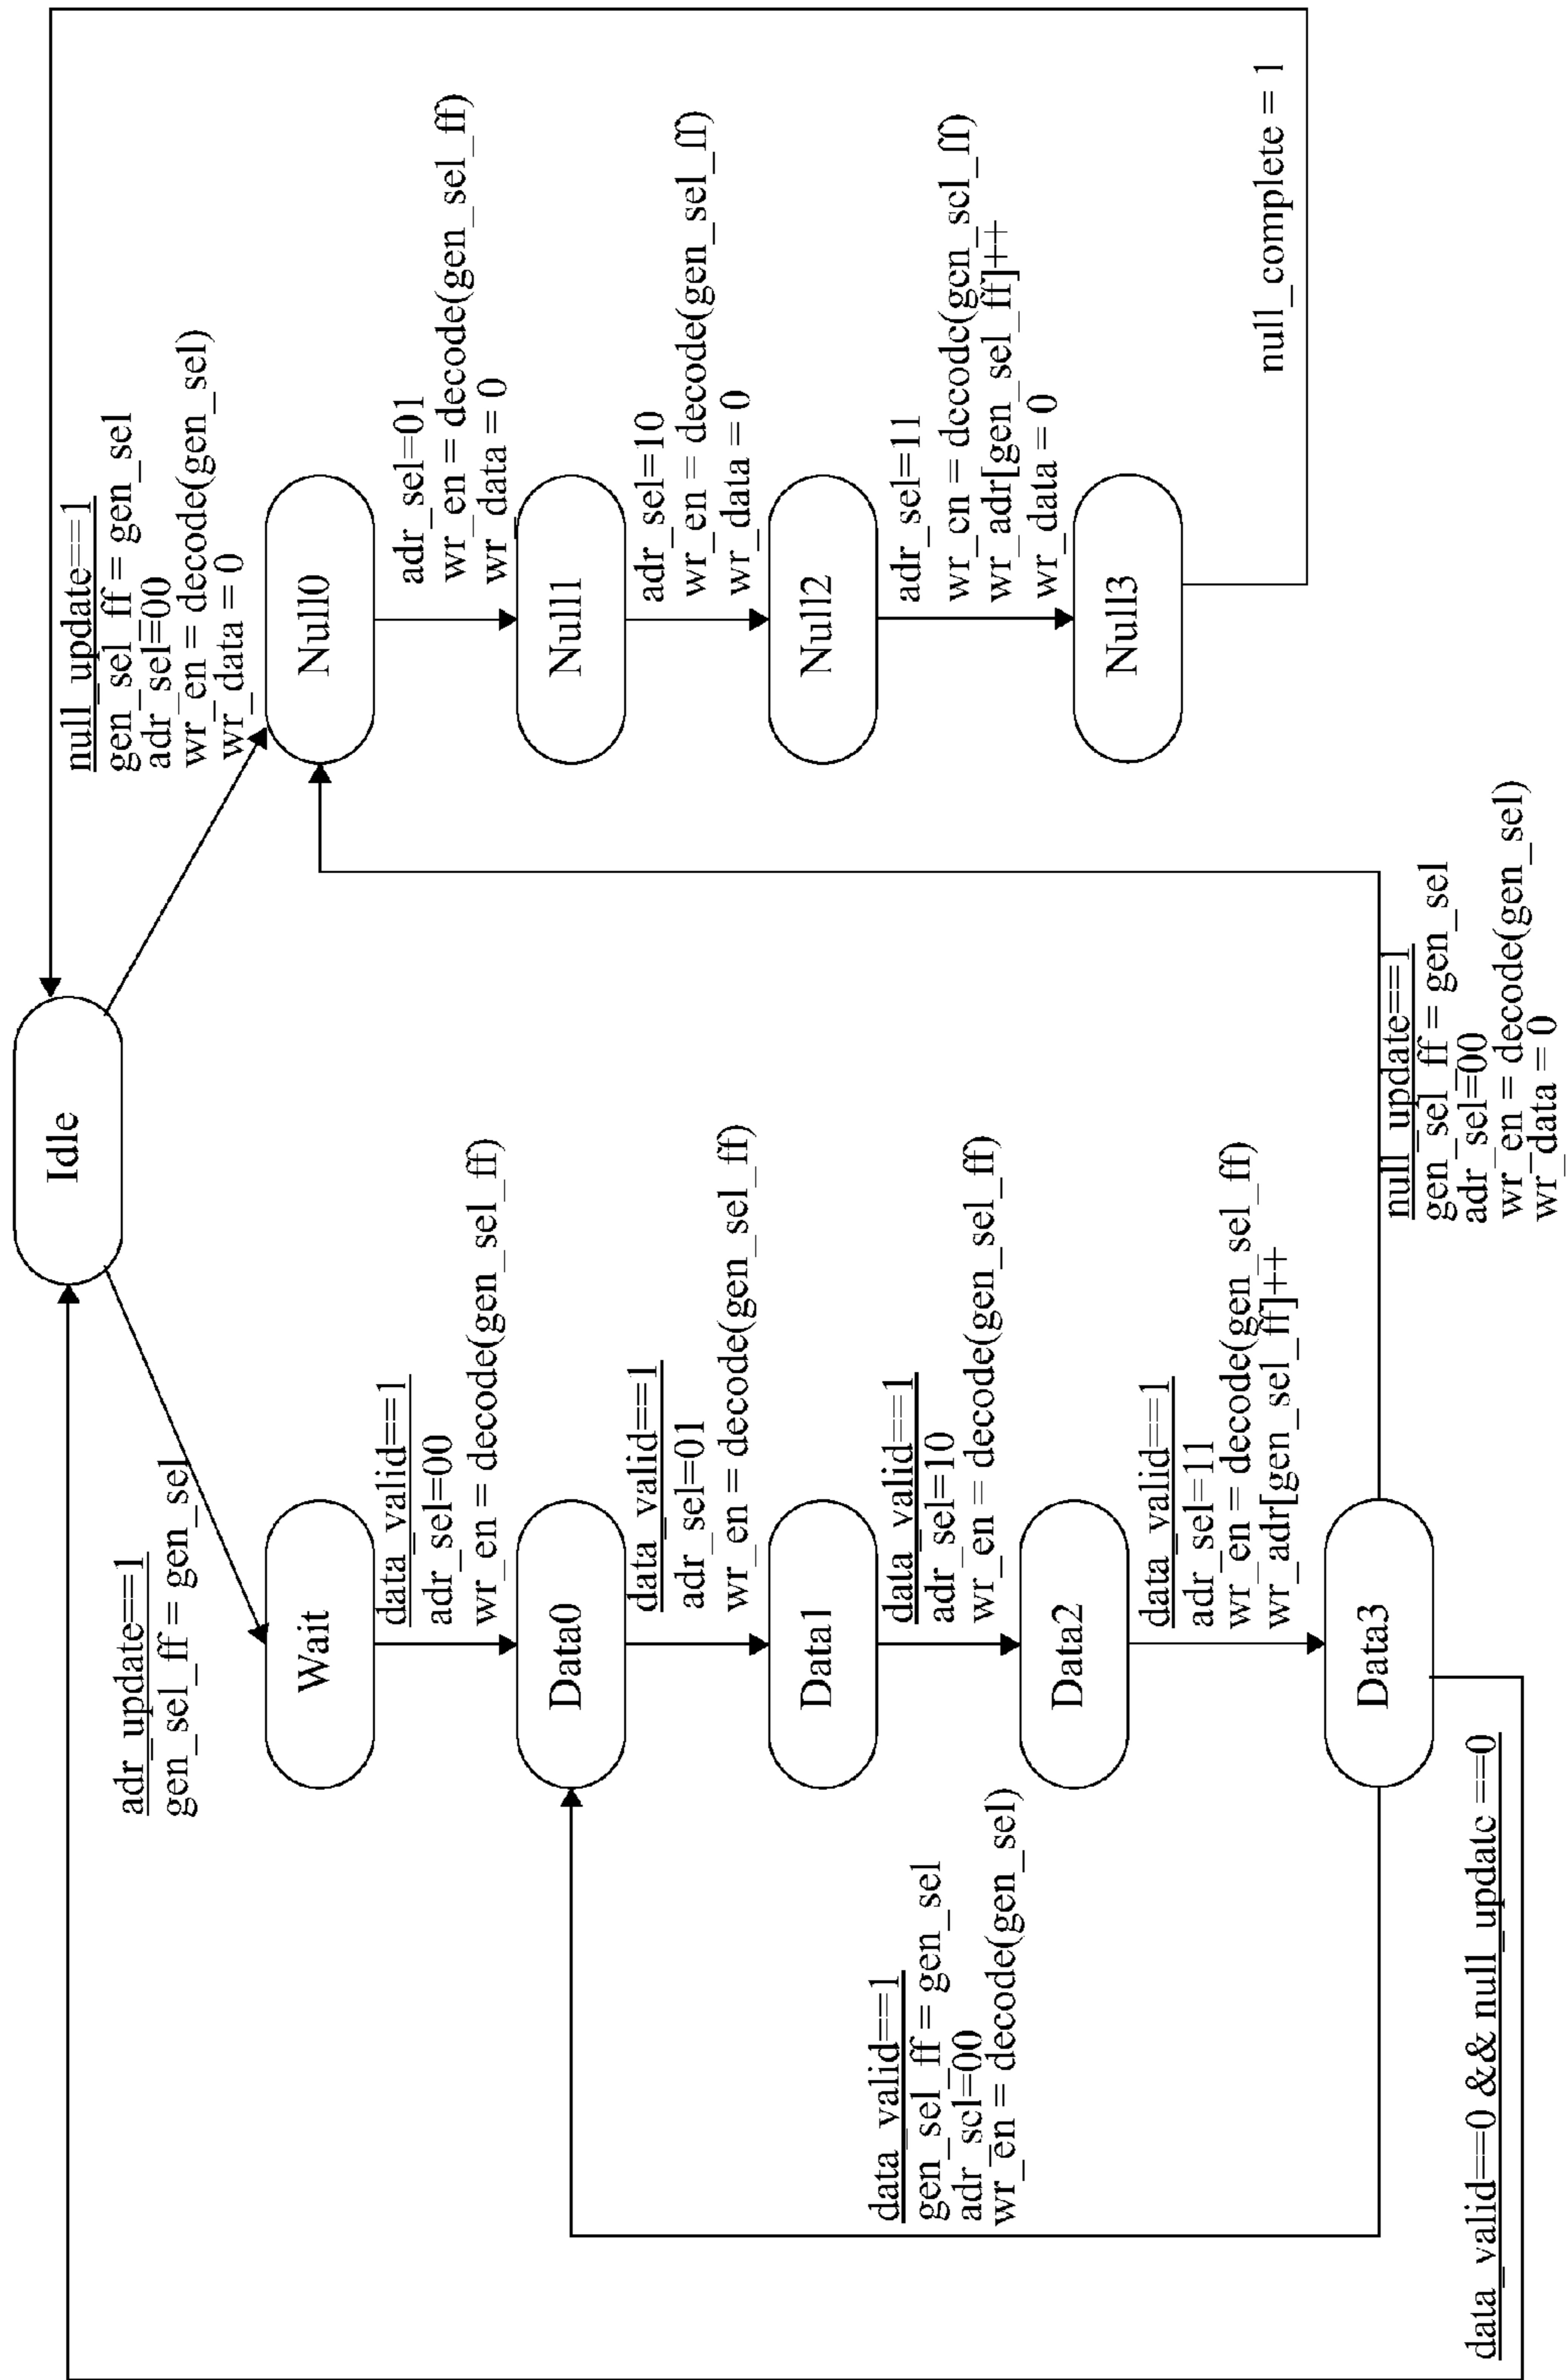 Idle
adr_update==1
gen_sel_ff = gen_sel
null_update==1
gen_sel_ff = gen_sel
adr_sel=00
wr_en = decode(gen_sel)
wr_data = 0
Wait
data_valid==1
adr_sel=00
wr_en = decode(gen_sel_ff)
Data0
data_valid==1
adr_sel=01
wr_en = decode(gen_sel_ff)
Data1
data_valid==1
adr_sel=10
wr_en = decode(gen_sel_ff)
Data2
data_valid==1
adr_sel=11
wr_en = decode(gen_sel_ff)
wr_adr[gen_sel_ff]++
Data3
data_valid==1
gen_sel_ff = gen_sel
adr_sel=00
wr_en = decode(gen_sel)
data_valid==0 && null_update ==0
null_update==1
gen_sel_ff = gen_sel
adr_sel=00
wr_en = decode(gen_sel)
wr_data = 0
Null0
adr_sel=01
wr_en = decode(gen_sel_ff)
wr_data = 0
Null1
adr_sel=10
wr_en = decode(gen_sel_ff)
wr_data = 0
Null2
adr_sel=11
wr_en = decode(gen_sel_ff)
wr_adr[gen_sel_ff]++
wr_data = 0
Null3
null_complete = 1